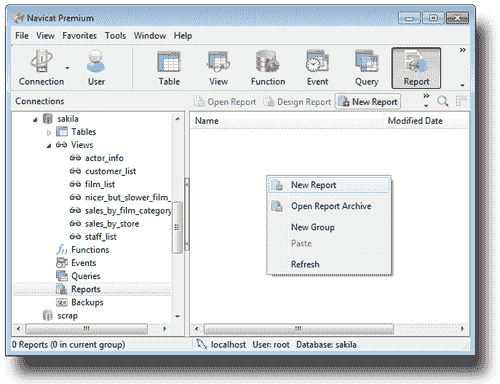 Navicat Premium
File View Favorites Tools Window Help
Connection User Table View Function Event Query Report
Connections Open Report Design Report New Report
sakila
Tables
Views
actor_info
customer_list
film_list
nicer_but_slower_film_
sales_by_film_category
sales_by_store
staff_list
Functions
Events
Queries
Reports
Backups
scrap
Name Modified Date
New Report
Open Report Archive
New Group
Paste
Refresh
0 Reports (0 in current group) localhost User: root Database: sakila